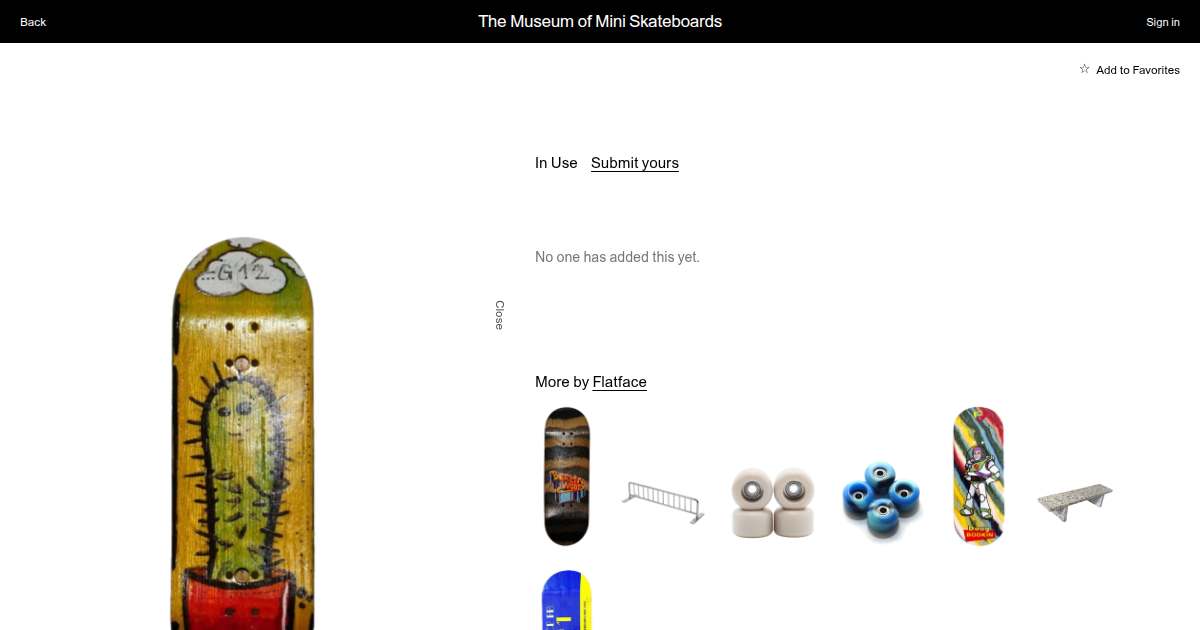 Back
The Museum of Mini Skateboards
Sign in
☆ Add to Favorites
In Use Submit yours
...G12
No one has added this yet.
Close
More by Flatface
BODKIN